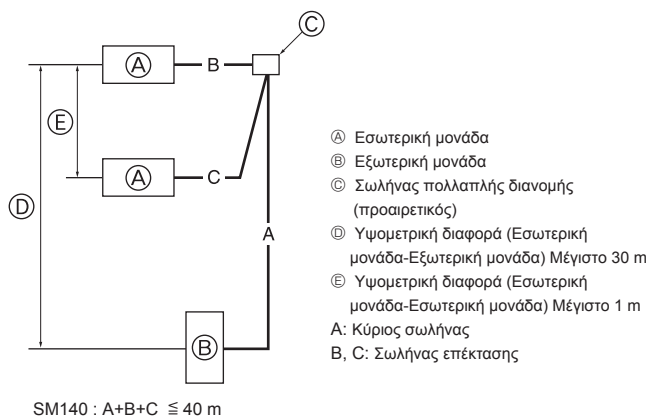 Ⓒ
Ⓐ B
Ⓔ
Ⓐ C
Ⓓ
A
Ⓑ
Ⓐ Εσωτερική μονάδα
Ⓑ Εξωτερική μονάδα
Ⓒ Σωλήνας πολλαπλής διανομής
(προαιρετικός)
Ⓓ Υψομετρική διαφορά (Εσωτερική
μονάδα-Εξωτερική μονάδα) Μέγιστο 30 m
Ⓔ Υψομετρική διαφορά (Εσωτερική
μονάδα-Εσωτερική μονάδα) Μέγιστο 1 m
A: Κύριος σωλήνας
B, C: Σωλήνας επέκτασης
SM140 : A+B+C ≦ 40 m